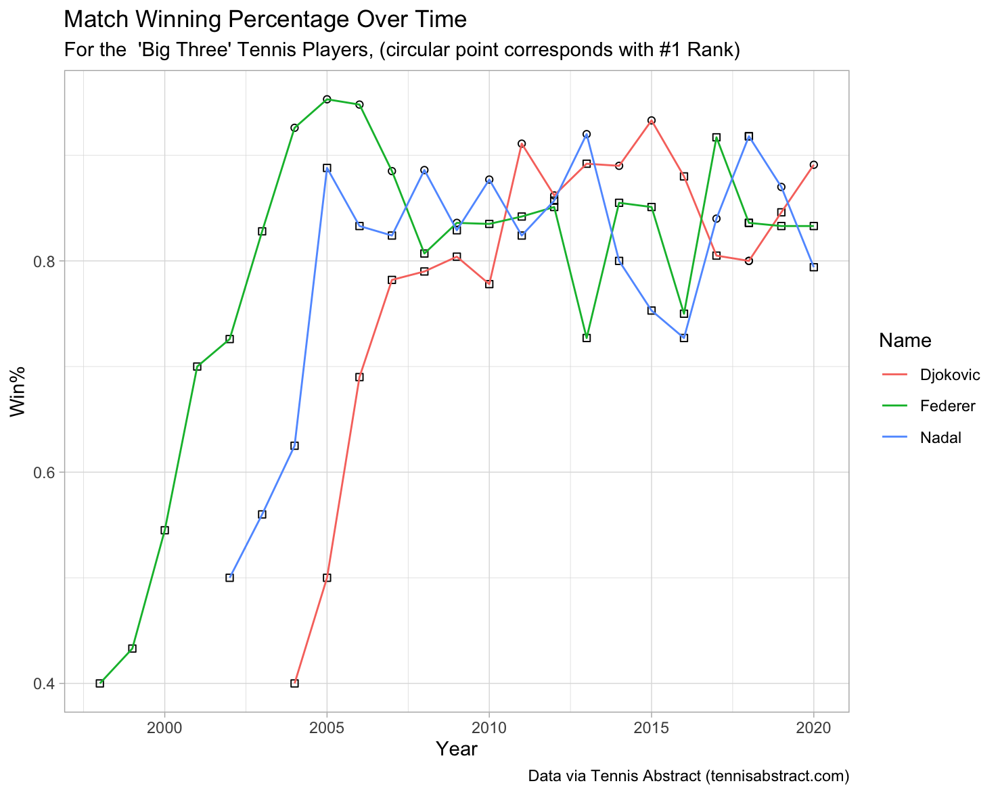 Match Winning Percentage Over Time
For the  'Big Three' Tennis Players, (circular point corresponds with #1 Rank)
Win%
0.8
0.6
0.4
2000
2005
2010
2015
2020
Year
Name
Djokovic
Federer
Nadal
Data via Tennis Abstract (tennisabstract.com)